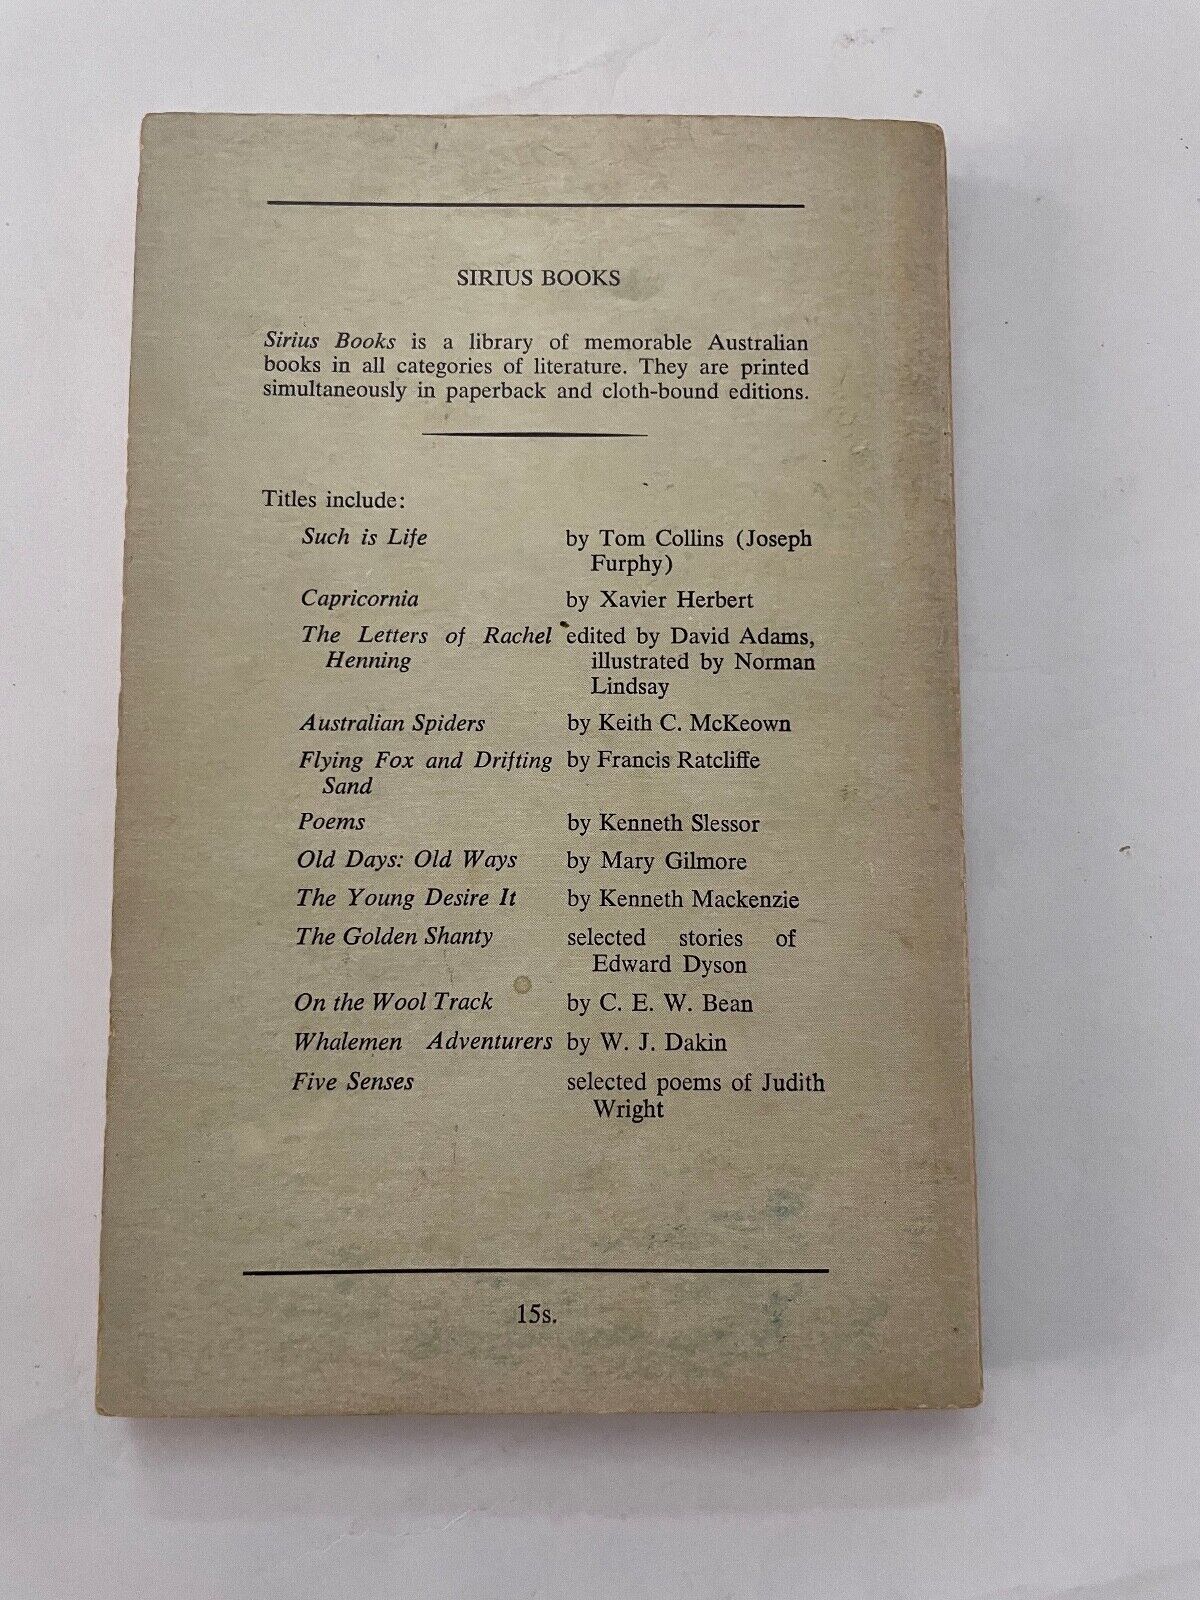 SIRIUS BOOKS
Sirius Books is a library of memorable Australian
books in all categories of literature. They are printed
simultaneously in paperback and cloth-bound editions.
Titles include:
Such is Life by Tom Collins (Joseph
Furphy)
Capricornia by Xavier Herbert
The Letters of Rachel edited by David Adams,
Henning illustrated by Norman
Lindsay
Australian Spiders by Keith C. McKeown
Flying Fox and Drifting by Francis Ratcliffe
Sand
Poems by Kenneth Slessor
Old Days: Old Ways by Mary Gilmore
The Young Desire It by Kenneth Mackenzie
The Golden Shanty selected stories of
Edward Dyson
On the Wool Track by C. E. W. Bean
Whalemen Adventurers by W. J. Dakin
Five Senses selected poems of Judith
Wright
15s.